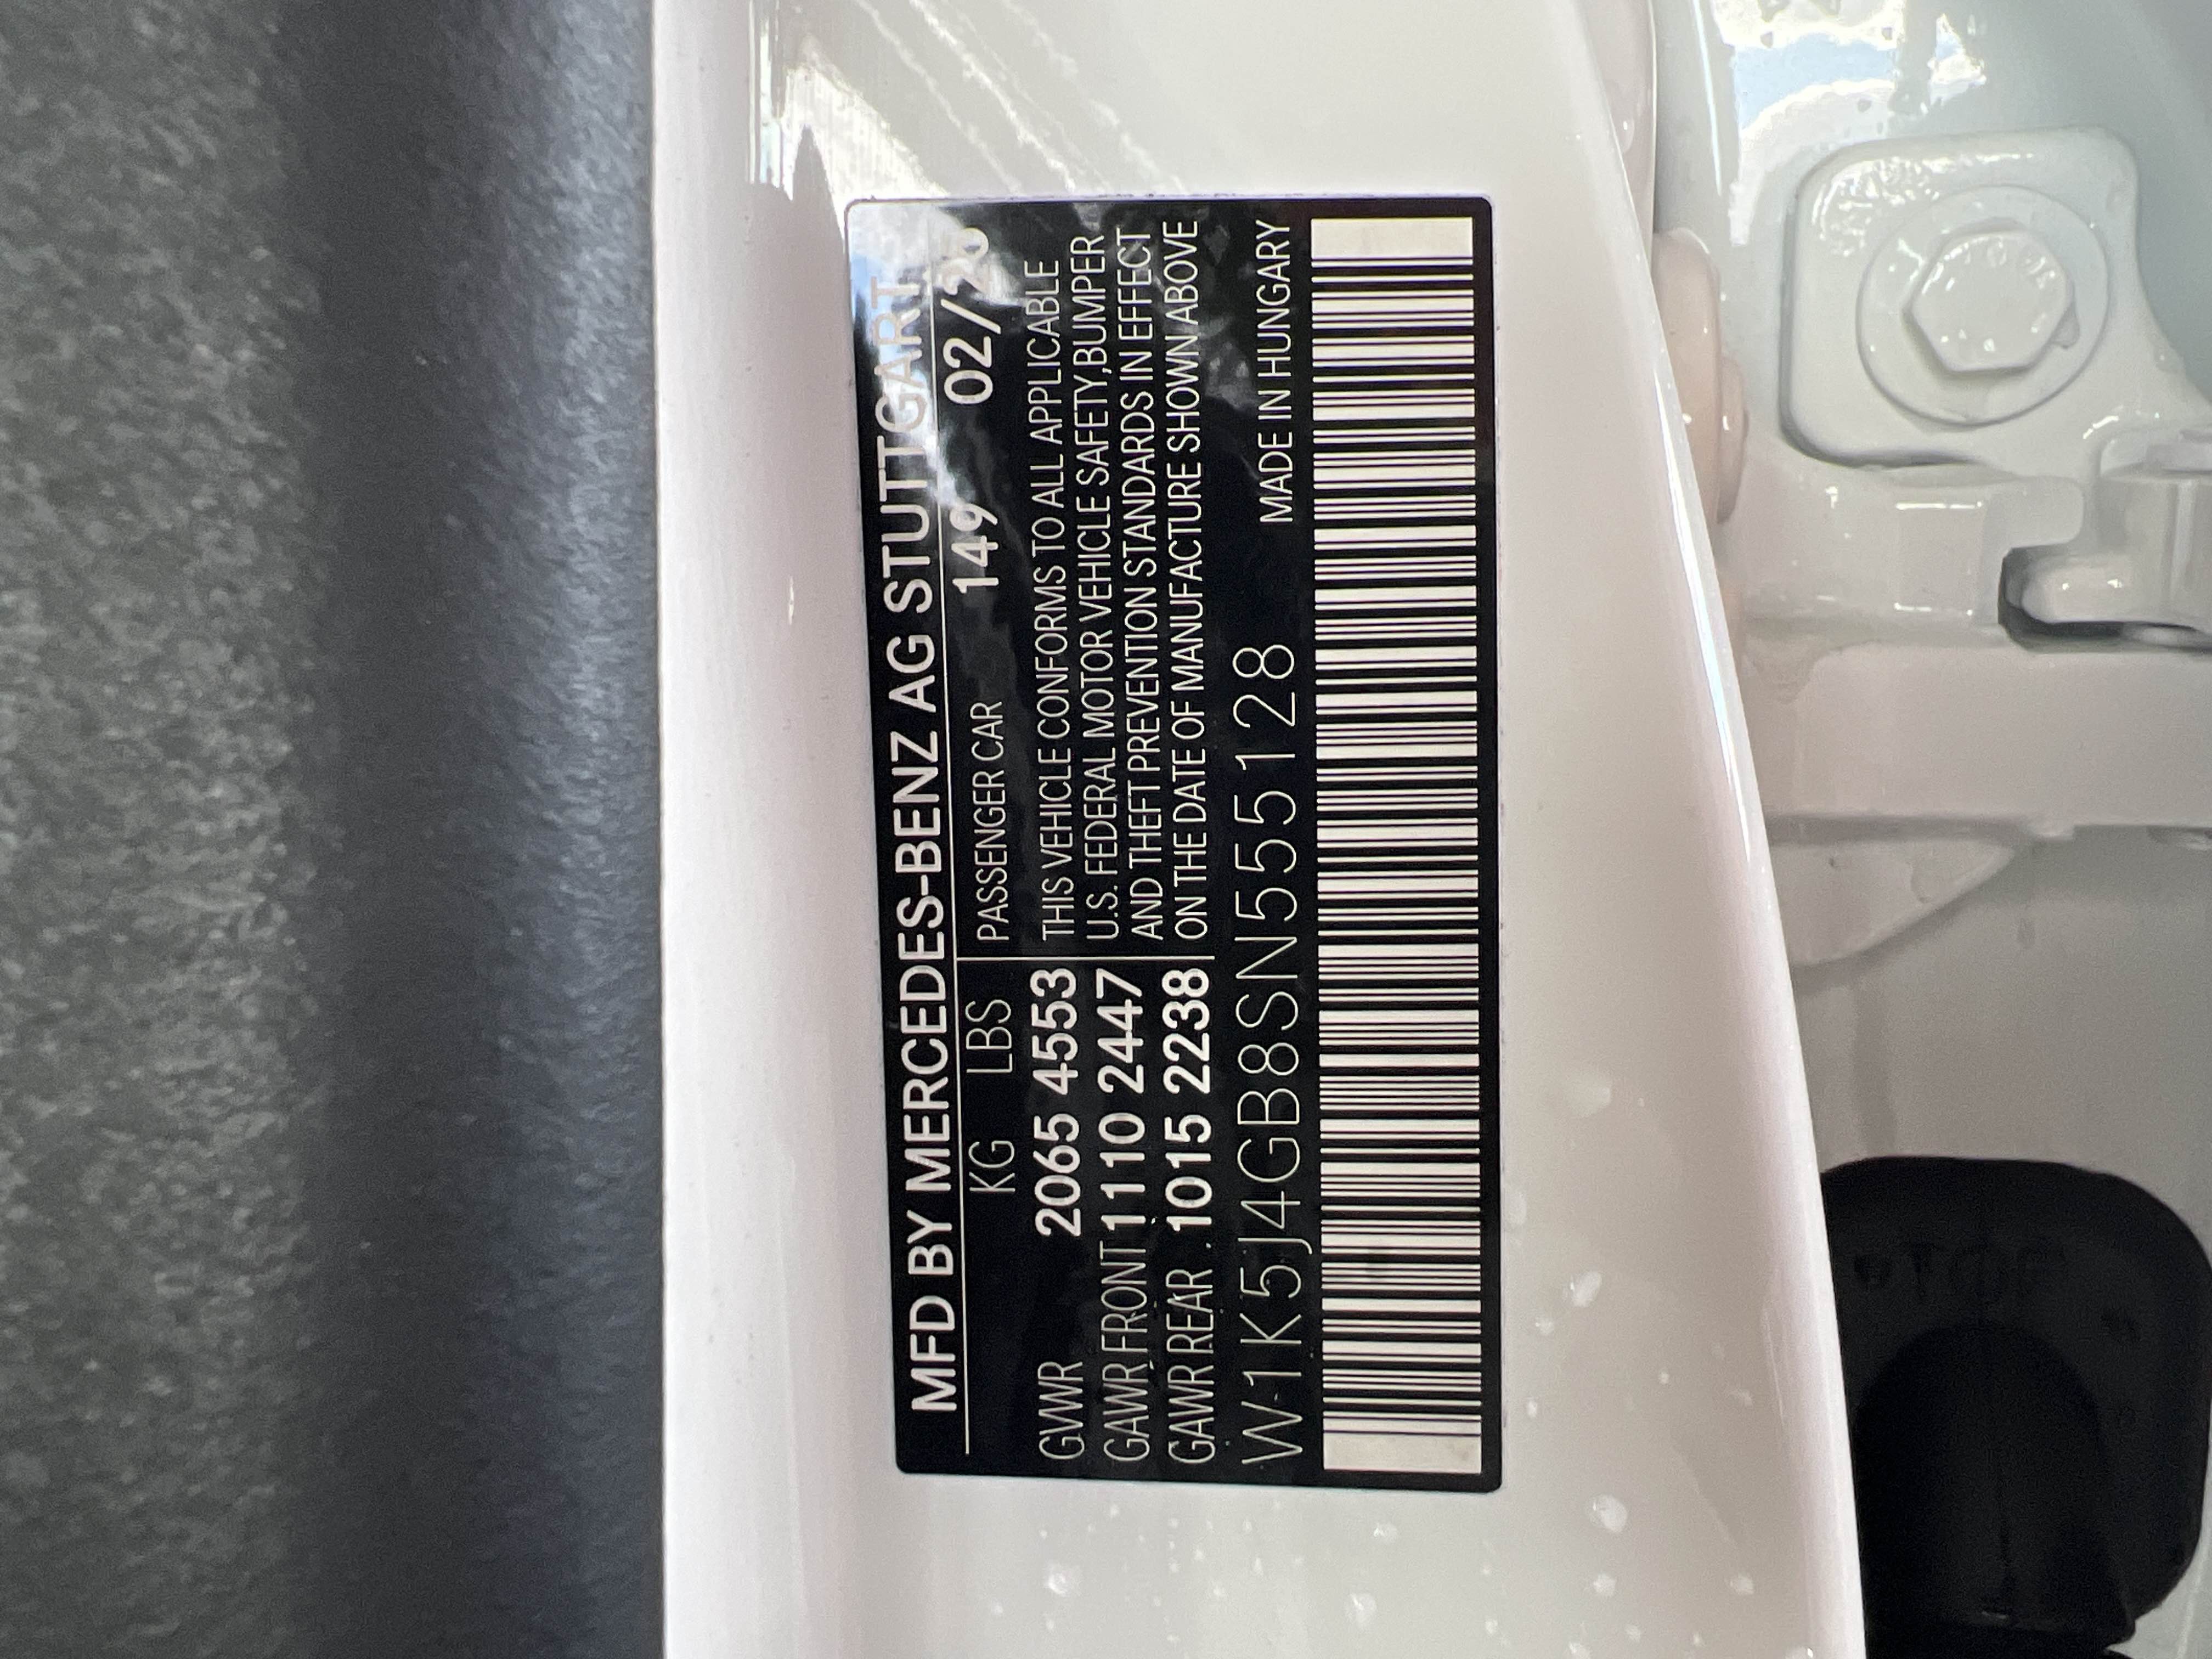 MFD BY MERCEDES-BENZ AG STUTTGART
KG LBS
GVWR 2065 4553
GAWR FRONT 1110 2447
GAWR REAR . 1015 2238
PASSENGER CAR 149 02/
THIS VEHICLE CONFORMS TO ALL APPLICABLE
U.S. FEDERAL MOTOR VEHICLE SAFETY,BUMPER
AND THEFT PREVENTION STANDARDS IN EFFECT
ON THE DATE OF MANUFACTURE SHOWN ABOVE
W1K5J4GB8SN555128 MADE IN HUNGARY